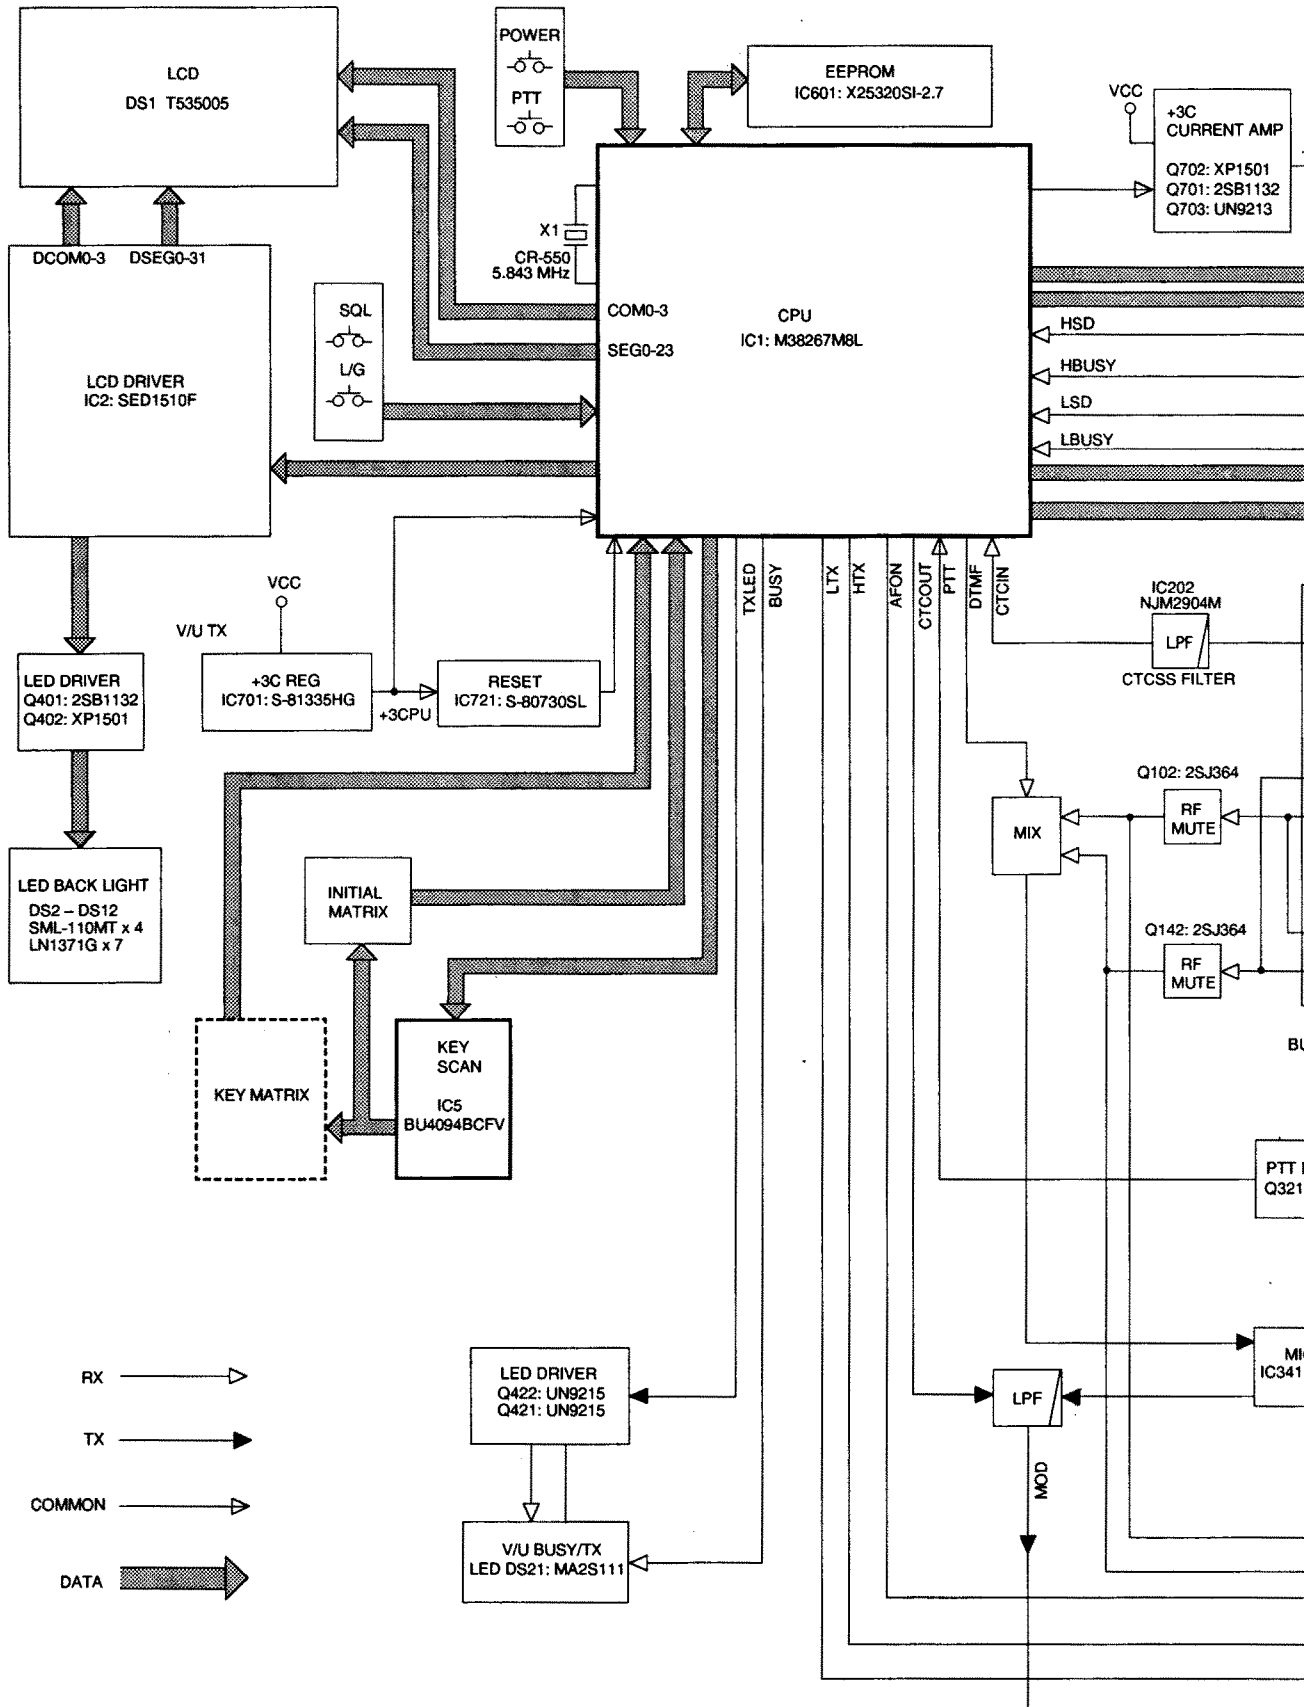 LCD
DS1 T535005
POWER
PTT
EEPROM
IC601: X25320SI-2.7
VCC
+3C
CURRENT AMP
Q702: XP1501
Q701: 2SB1132
Q703: UN9213
DCOM0-3
DSEG0-31
LCD DRIVER
IC2: SED1510F
SQL
L/G
X1
CR-550
5.843 MHz
COM0-3
SEG0-23
CPU
IC1: M38267M8L
HSD
HBUSY
LSD
LBUSY
TXLED
BUSY
LTX
HTX
AFON
CTCOUT
PTT
DTMF
CTCIN
VCC
V/U TX
+3C REG
IC701: S-81335HG
+3CPU
RESET
IC721: S-80730SL
IC202
NJM2904M
LPF
CTCSS FILTER
LED DRIVER
Q401: 2SB1132
Q402: XP1501
LED BACK LIGHT
DS2 – DS12
SML-110MT x 4
LN1371G x 7
INITIAL
MATRIX
KEY MATRIX
KEY
SCAN
IC5
BU4094BCFV
MIX
Q102: 2SJ364
RF
MUTE
Q142: 2SJ364
RF
MUTE
BU
PTT
Q321
MI
IC341
LPF
MOD
LED DRIVER
Q422: UN9215
Q421: UN9215
V/U BUSY/TX
LED DS21: MA2S111
RX
TX
COMMON
DATA